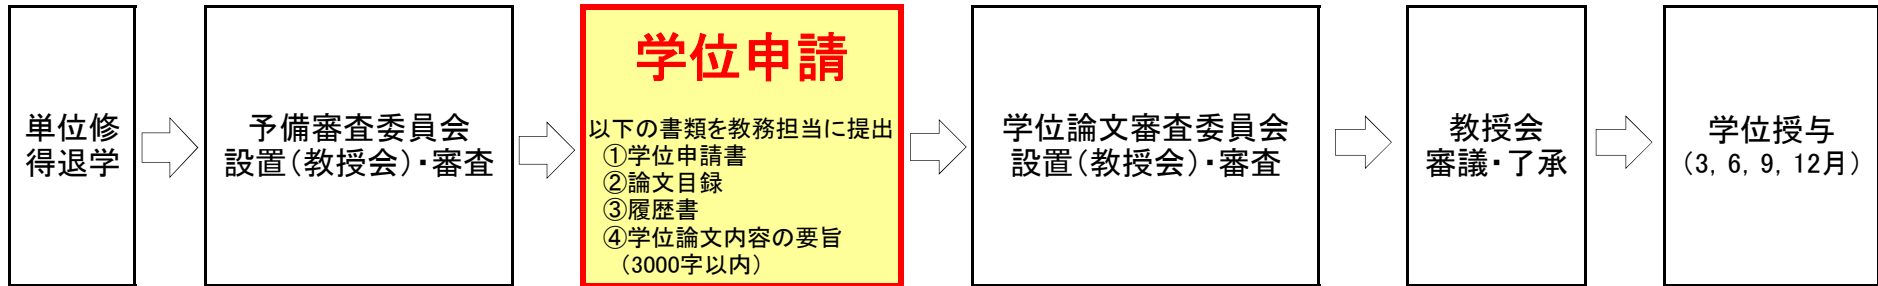 単位修
得退学
予備審査委員会
設置（教授会）・審査
学位申請
以下の書類を教務担当に提出
①学位申請書
②論文目録
③履歴書
④学位論文内容の要旨
（3000字以内）
学位論文審査委員会
設置（教授会）・審査
教授会
審議・了承
学位授与
（3，6，9，12月）